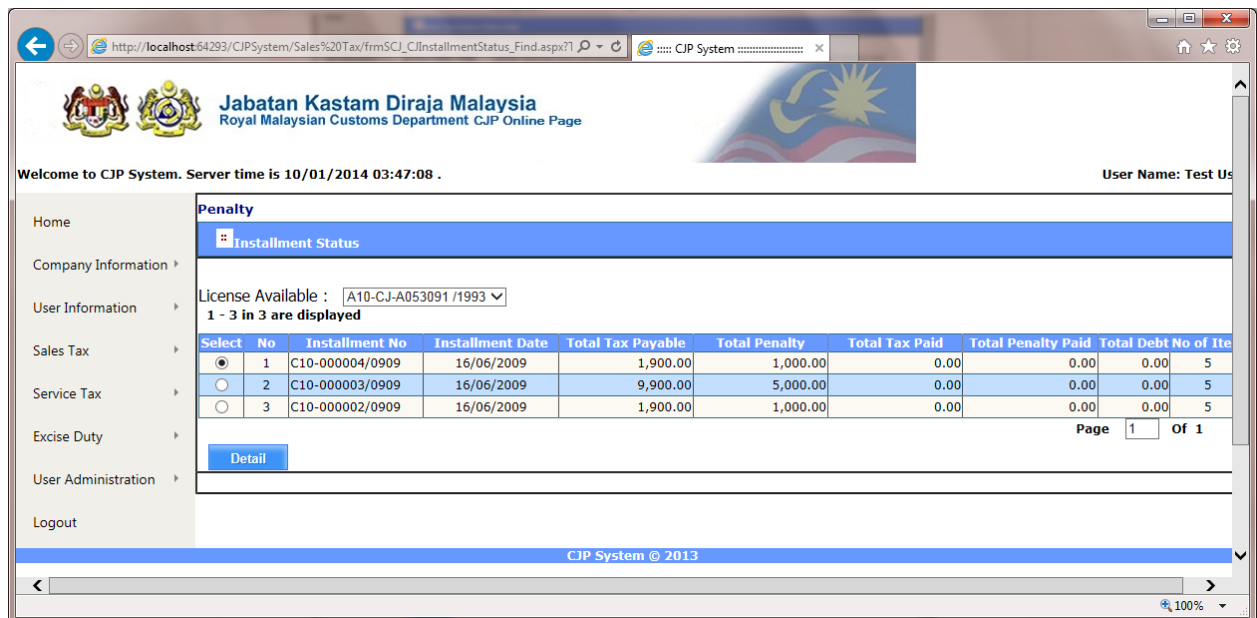 http://localhost:64293/CJPSystem/Sales%20Tax/frmSCJ_CJInstallmentStatus_Find.aspx?
::::: CJP System ::::::::::::::::::::::
Jabatan Kastam Diraja Malaysia
Royal Malaysian Customs Department CJP Online Page
Welcome to CJP System. Server time is 10/01/2014 03:47:08 .
User Name: Test Us
Home
Company Information
User Information
Sales Tax
Service Tax
Excise Duty
User Administration
Logout
Penalty
Installment Status
License Available : A10-CJ-A053091 /1993
1 - 3 in 3 are displayed
Select No Installment No Installment Date Total Tax Payable Total Penalty Total Tax Paid Total Penalty Paid Total Debt No of Ite
1 C10-000004/0909 16/06/2009 1,900.00 1,000.00 0.00 0.00 0.00 5
2 C10-000003/0909 16/06/2009 9,900.00 5,000.00 0.00 0.00 0.00 5
3 C10-000002/0909 16/06/2009 1,900.00 1,000.00 0.00 0.00 0.00 5
Page 1 Of 1
Detail
CJP System © 2013
100%